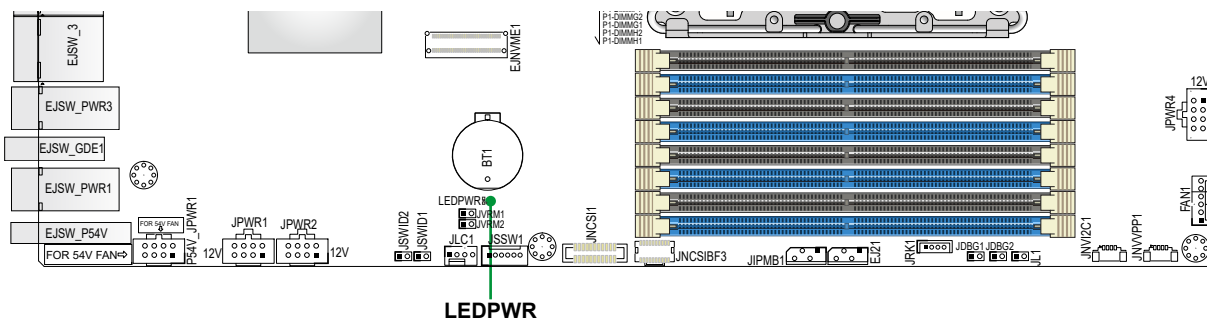 P1-DIMMG2
P1-DIMMG1
P1-DIMMH2
P1-DIMMH1
EJSW_3
EJNVME1
EJSW_PWR3
12V
JPWR4
EJSW_GDE1
BT1
EJSW_PWR1
FAN1
LEDPWR
JVRM1
JVRM2
FOR 54V FAN
P54V_JPWR1
JPWR1
JPWR2
JSWID2
JSWID1
JLC1
JSSW1
JNCSI1
EJSW_P54V
FOR 54V FAN⇨
12V
12V
JNCSIBF3
JIPMB1
EJ21
JRK1
JDBG1
JDBG2
JL1
JNVI2C1
JNVVPP1
LEDPWR